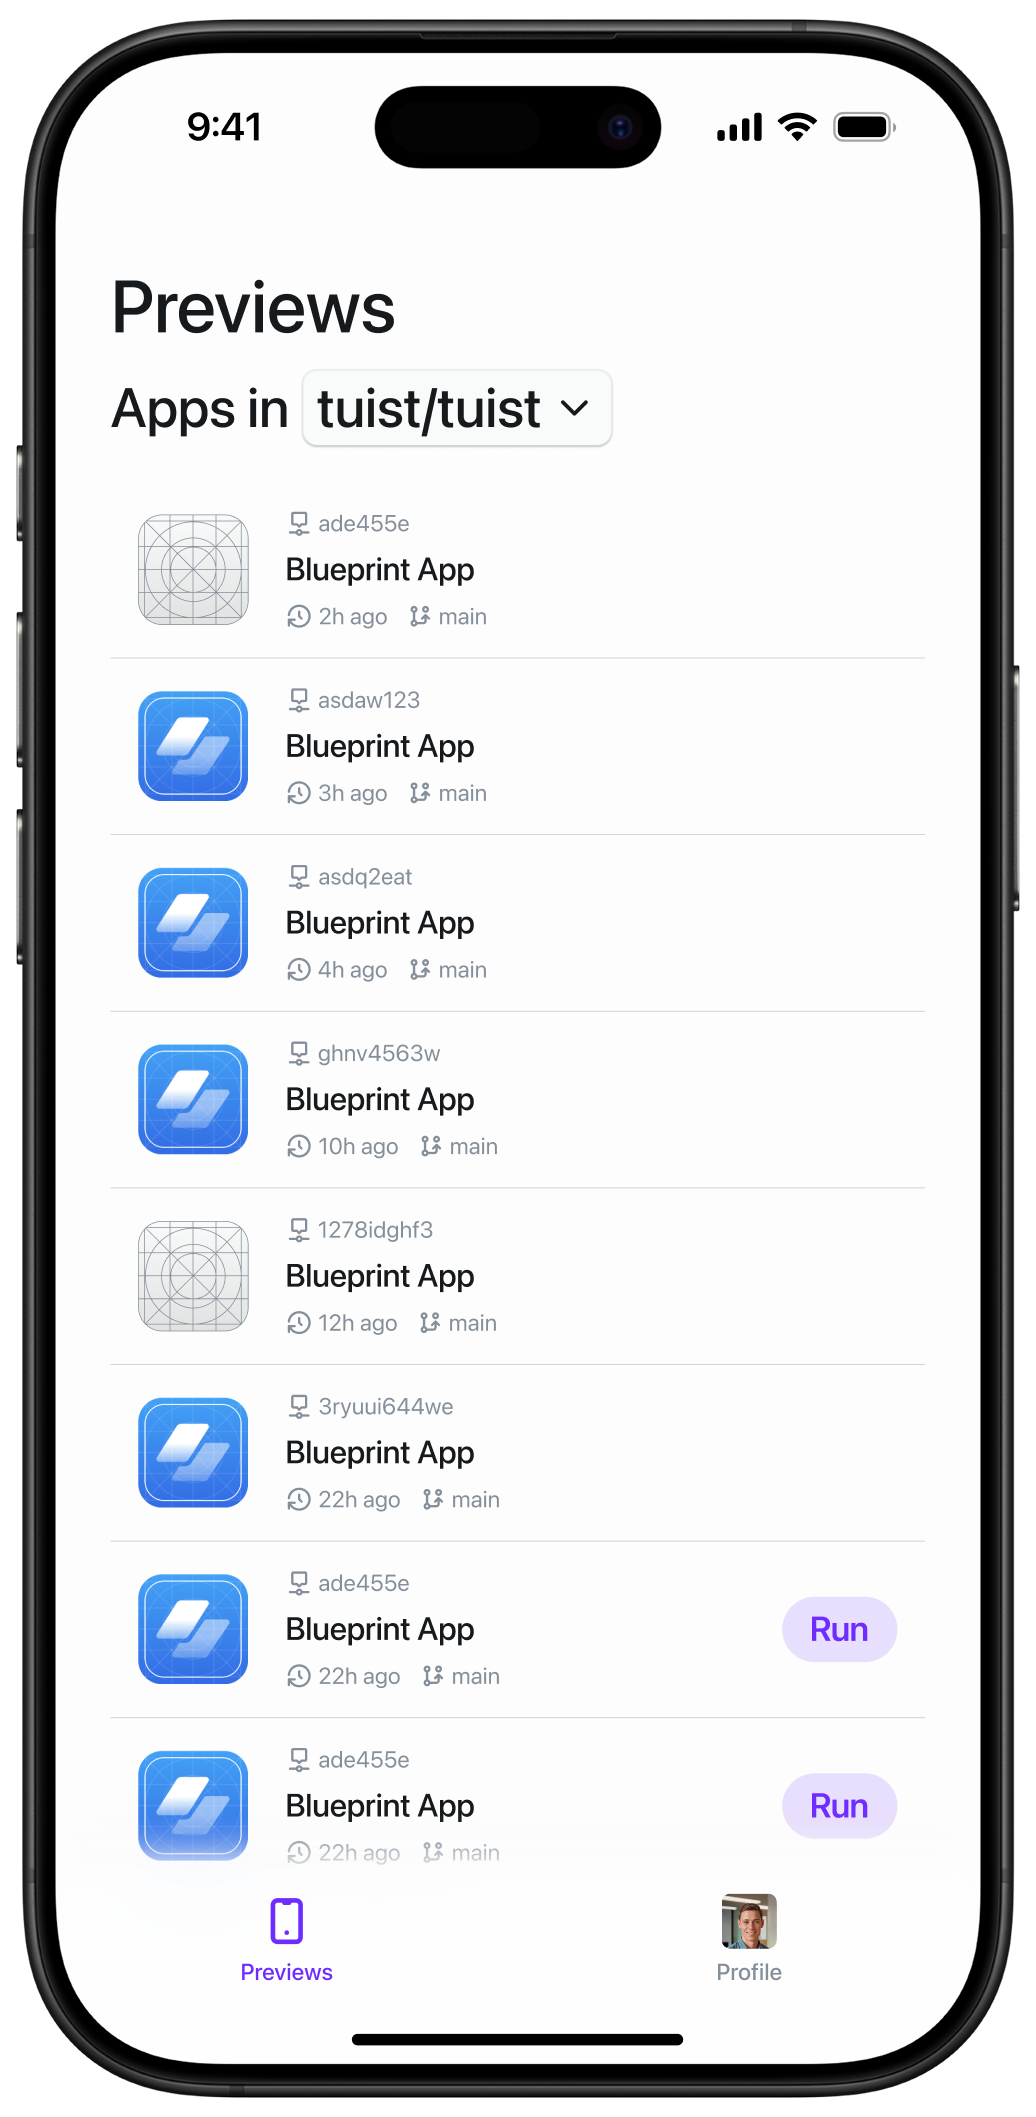 9:41
Previews
Apps in tuist/tuist
ade455e
Blueprint App
2h ago main
asdaw123
Blueprint App
3h ago main
asdq2eat
Blueprint App
4h ago main
ghnv4563w
Blueprint App
10h ago main
1278idghf3
Blueprint App
12h ago main
3ryuui644we
Blueprint App
22h ago main
ade455e
Blueprint App
Run
22h ago main
ade455e
Blueprint App
Run
22h ago main
Previews
Profile